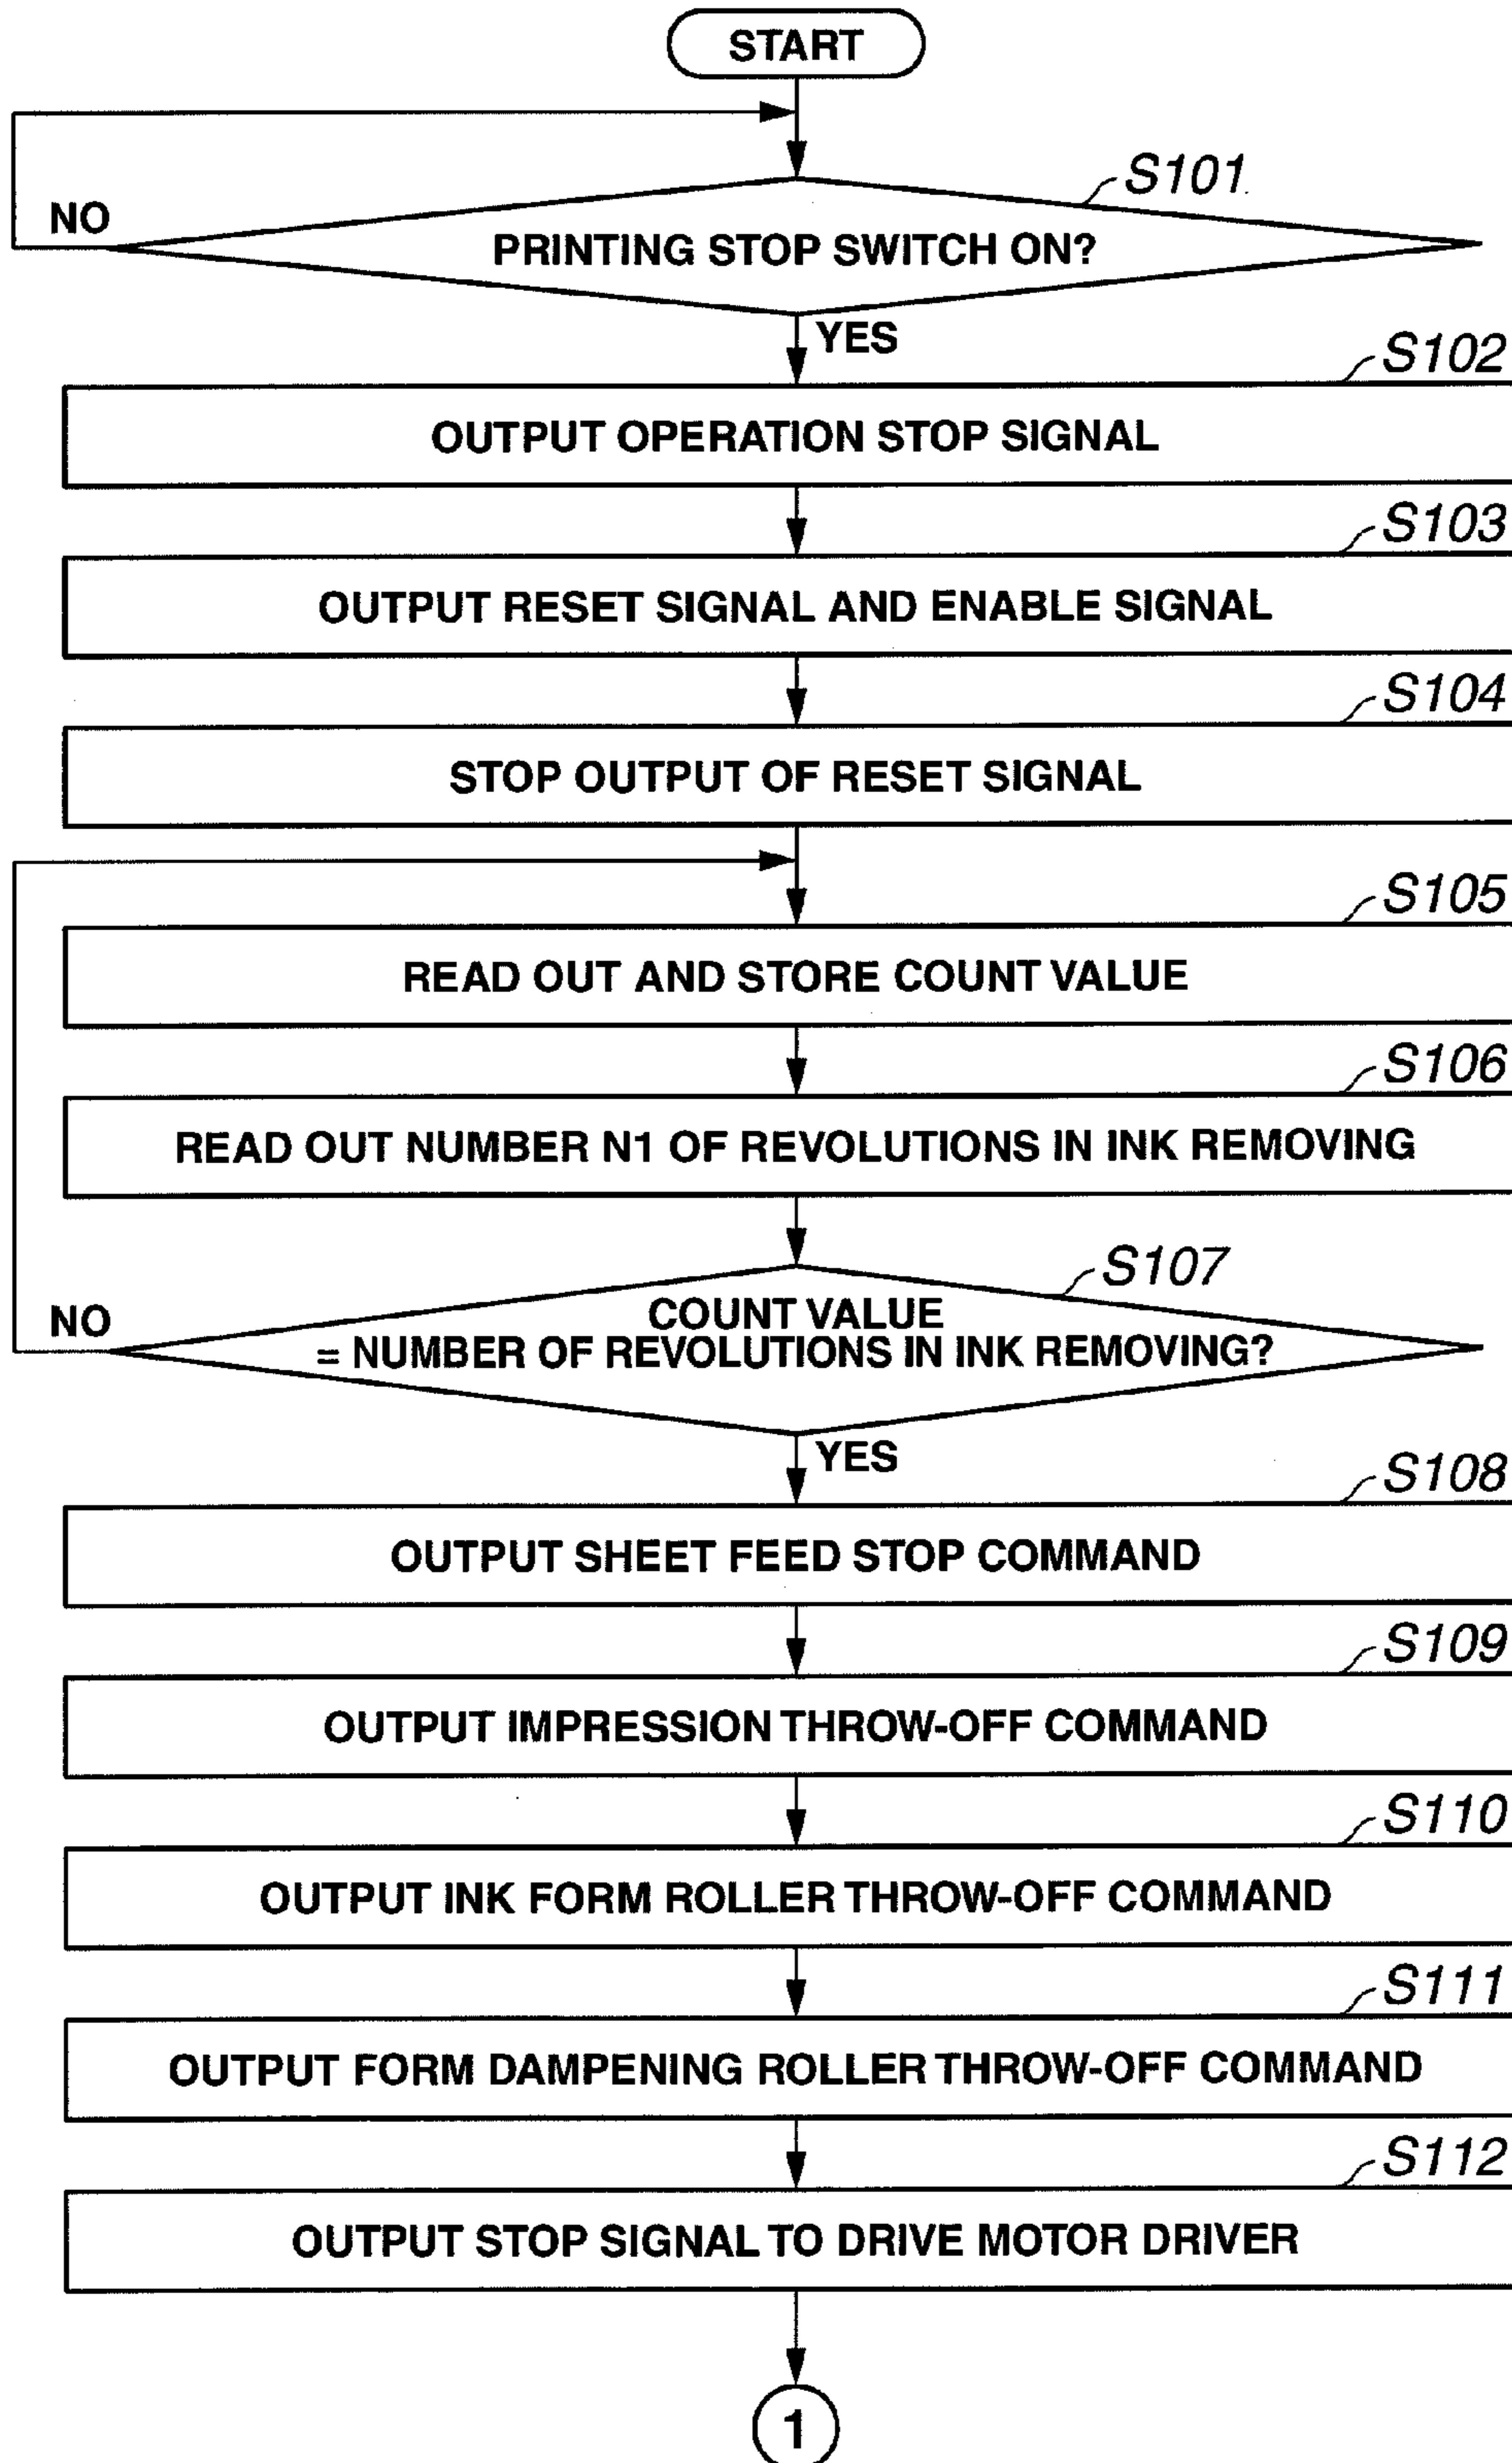 START
S101
NO
PRINTING STOP SWITCH ON?
YES
S102
OUTPUT OPERATION STOP SIGNAL
S103
OUTPUT RESET SIGNAL AND ENABLE SIGNAL
S104
STOP OUTPUT OF RESET SIGNAL
S105
READ OUT AND STORE COUNT VALUE
S106
READ OUT NUMBER N1 OF REVOLUTIONS IN INK REMOVING
S107
NO
COUNT VALUE
= NUMBER OF REVOLUTIONS IN INK REMOVING?
YES
S108
OUTPUT SHEET FEED STOP COMMAND
S109
OUTPUT IMPRESSION THROW-OFF COMMAND
S110
OUTPUT INK FORM ROLLER THROW-OFF COMMAND
S111
OUTPUT FORM DAMPENING ROLLER THROW-OFF COMMAND
S112
OUTPUT STOP SIGNAL TO DRIVE MOTOR DRIVER
1